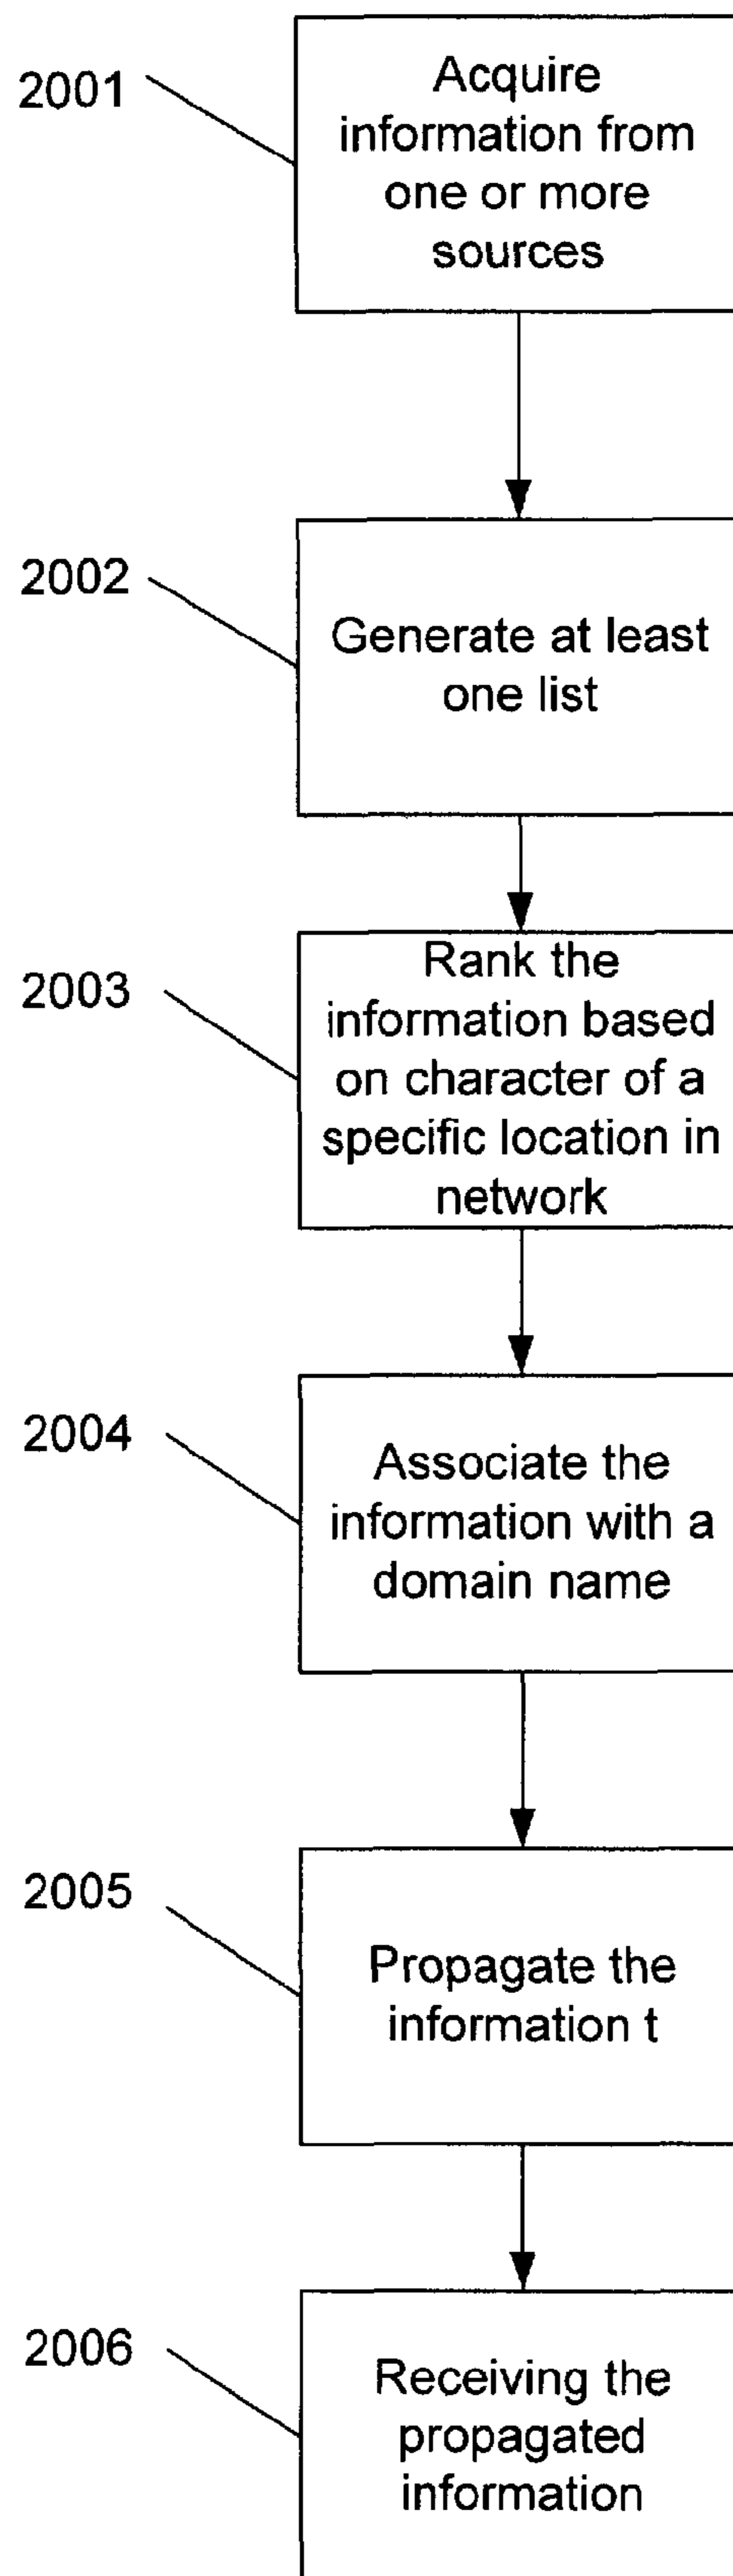 2001
Acquire
information from
one or more
sources
2002
Generate at least
one list
2003
Rank the
information based
on character of a
specific location in
network
2004
Associate the
information with a
domain name
2005
Propagate the
information t
2006
Receiving the
propagated
information